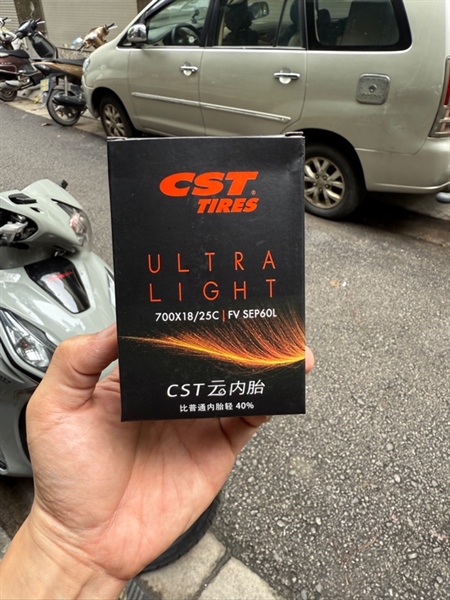 CST
TIRES
ULTRA
LIGHT
700X18/25C | FV SEP60L
CST云内胎
比普通内胎轻 40%